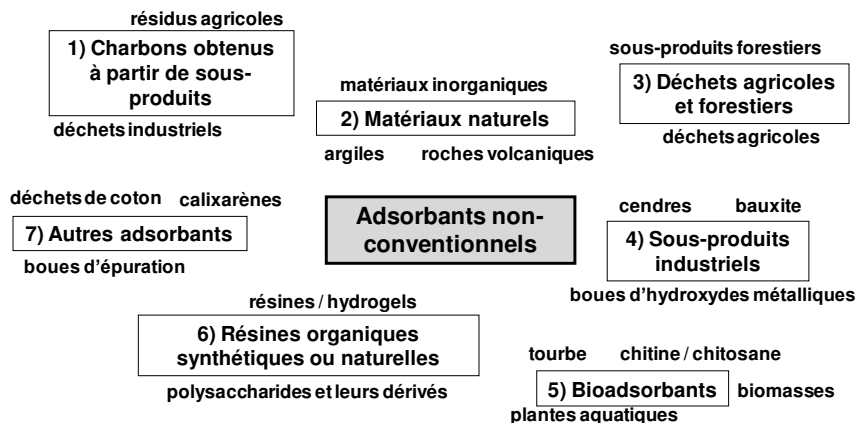 résidus agricoles
1) Charbons obtenus
à partir de sous-
produits
déchets industriels
matériaux inorganiques
2) Matériaux naturels
argiles roches volcaniques
sous-produits forestiers
3) Déchets agricoles
et forestiers
déchets agricoles
déchets de coton calixarènes
7) Autres adsorbants
boues d'épuration
Adsorbants non-
conventionnels
cendres bauxite
4) Sous-produits
industriels
boues d'hydroxydes métalliques
résines / hydrogels
6) Résines organiques
synthétiques ou naturelles
polysaccharides et leurs dérivés
tourbe chitine / chitosane
5) Bioadsorbants biomasses
plantes aquatiques